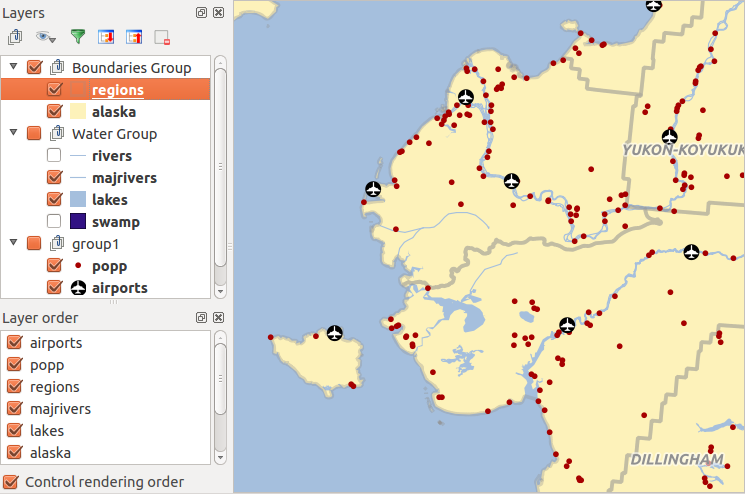 Layers
Boundaries Group
regions
alaska
Water Group
rivers
majrivers
lakes
swamp
group1
popp
airports
Layer order
airports
popp
regions
majrivers
lakes
alaska
Control rendering order
YUKON-KOYUKUK
DILLINGHAM